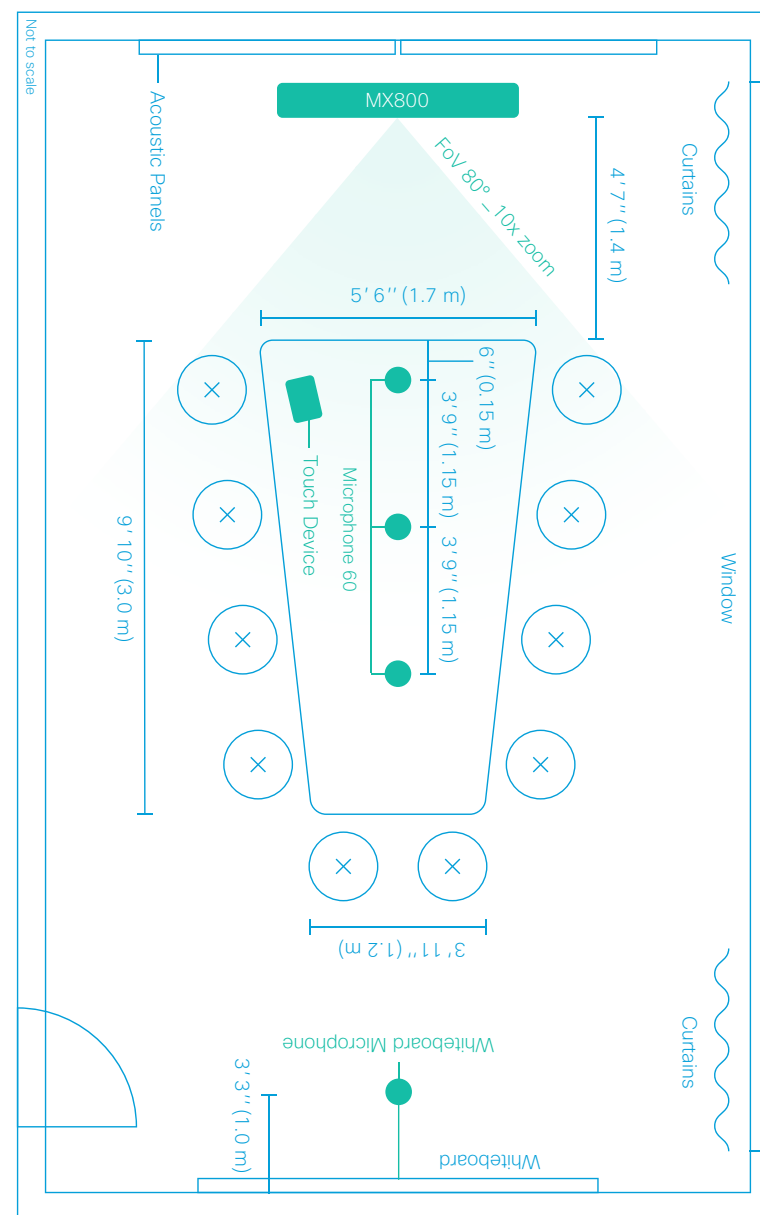 Not to scale
MX800
Acoustic Panels
FoV 80° _ 10x zoom
Curtains
4' 7'' (1.4 m)
5' 6'' (1.7 m)
6'' (0.15 m)
3' 9'' (1.15 m)
Touch Device
Microphone 60
3' 9'' (1.15 m)
9' 10'' (3.0 m)
Window
3' 11'' (1.2 m)
Whiteboard Microphone
Curtains
3' 3'' (1.0 m)
Whiteboard